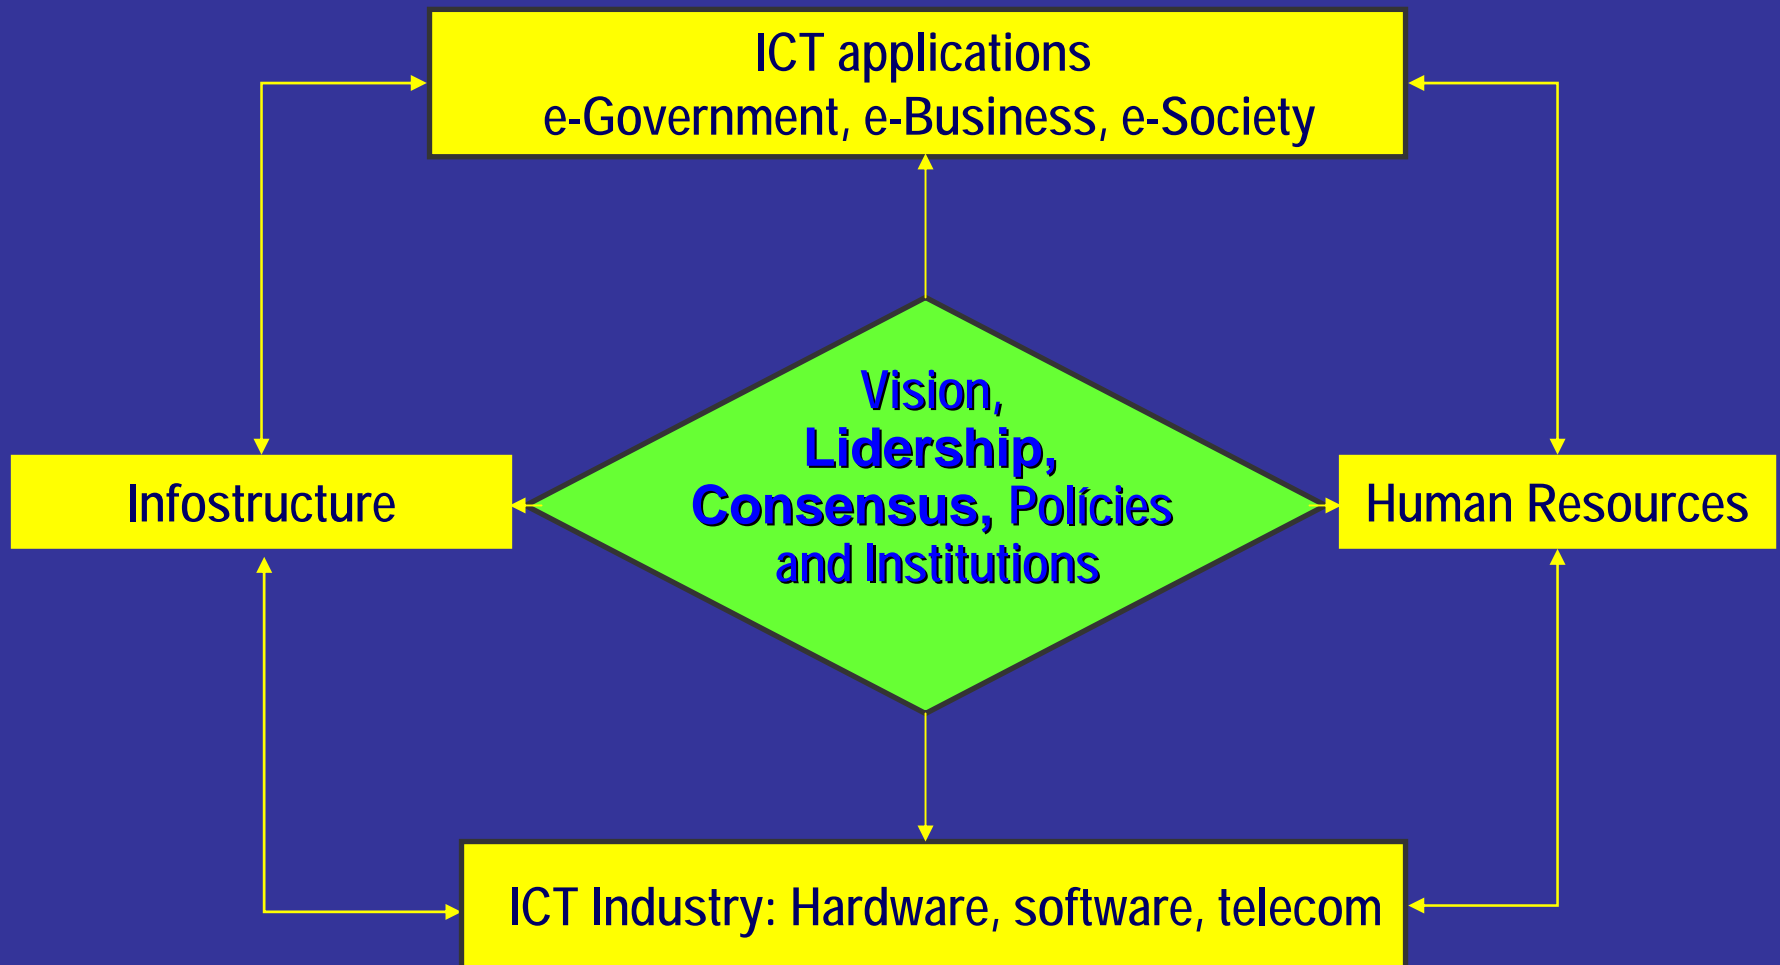 ICT applications
e-Government, e-Business, e-Society
Vision,
Lidership,
Consensus, Polícies
and Institutions
Infostructure
Human Resources
ICT Industry: Hardware, software, telecom